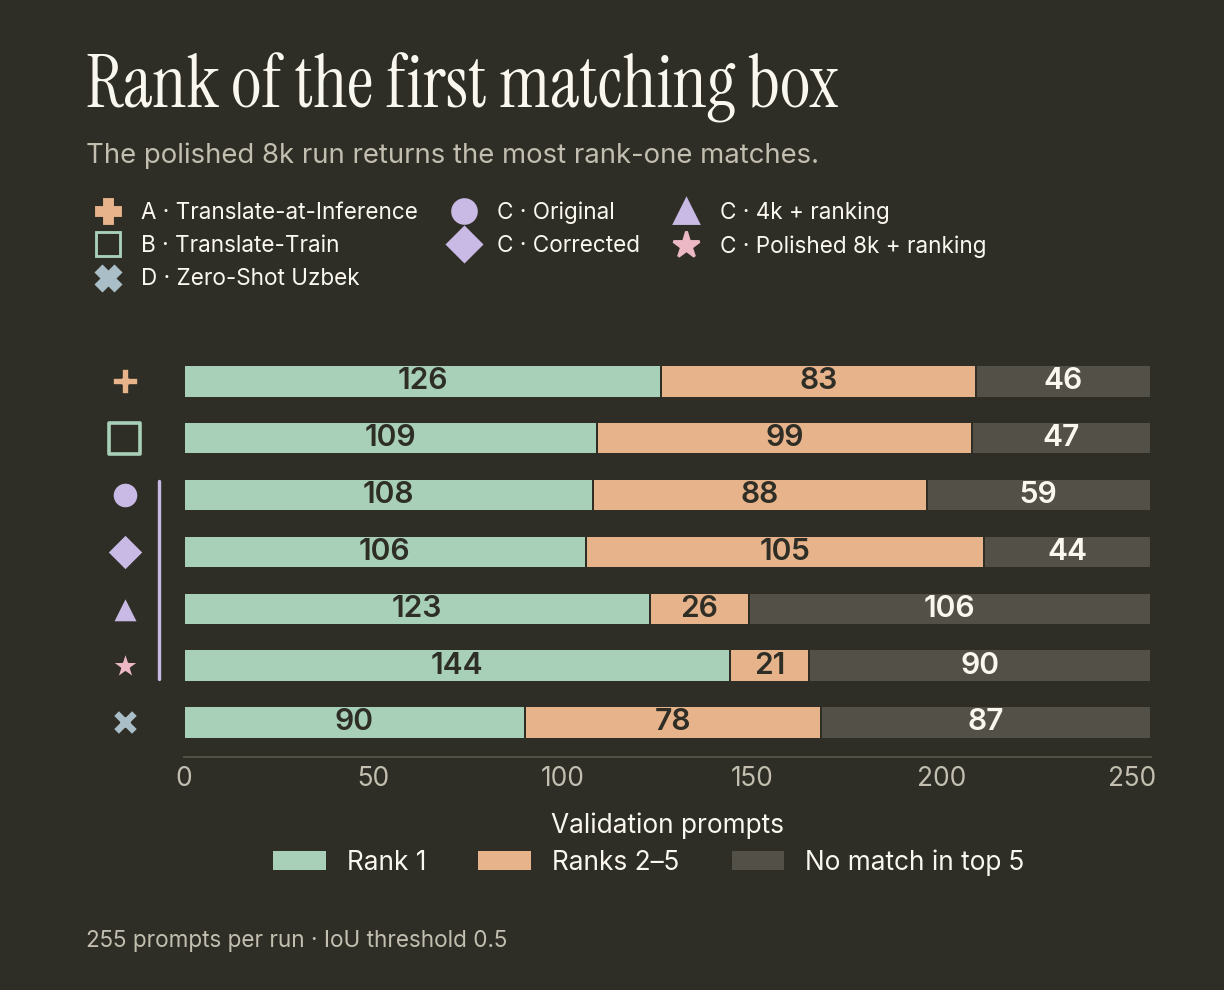 Rank of the first matching box
The polished 8k run returns the most rank-one matches.
A · Translate-at-Inference
B · Translate-Train
D · Zero-Shot Uzbek
C · Original
C · Corrected
C · 4k + ranking
C · Polished 8k + ranking
126 83 46
109 99 47
108 88 59
106 105 44
123 26 106
144 21 90
90 78 87
0 50 100 150 200 250
Validation prompts
Rank 1 Ranks 2–5 No match in top 5
255 prompts per run · IoU threshold 0.5